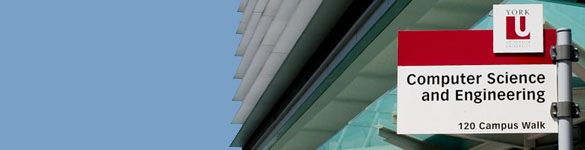 YORK
U
Computer Science
and Engineering
120 Campus Walk